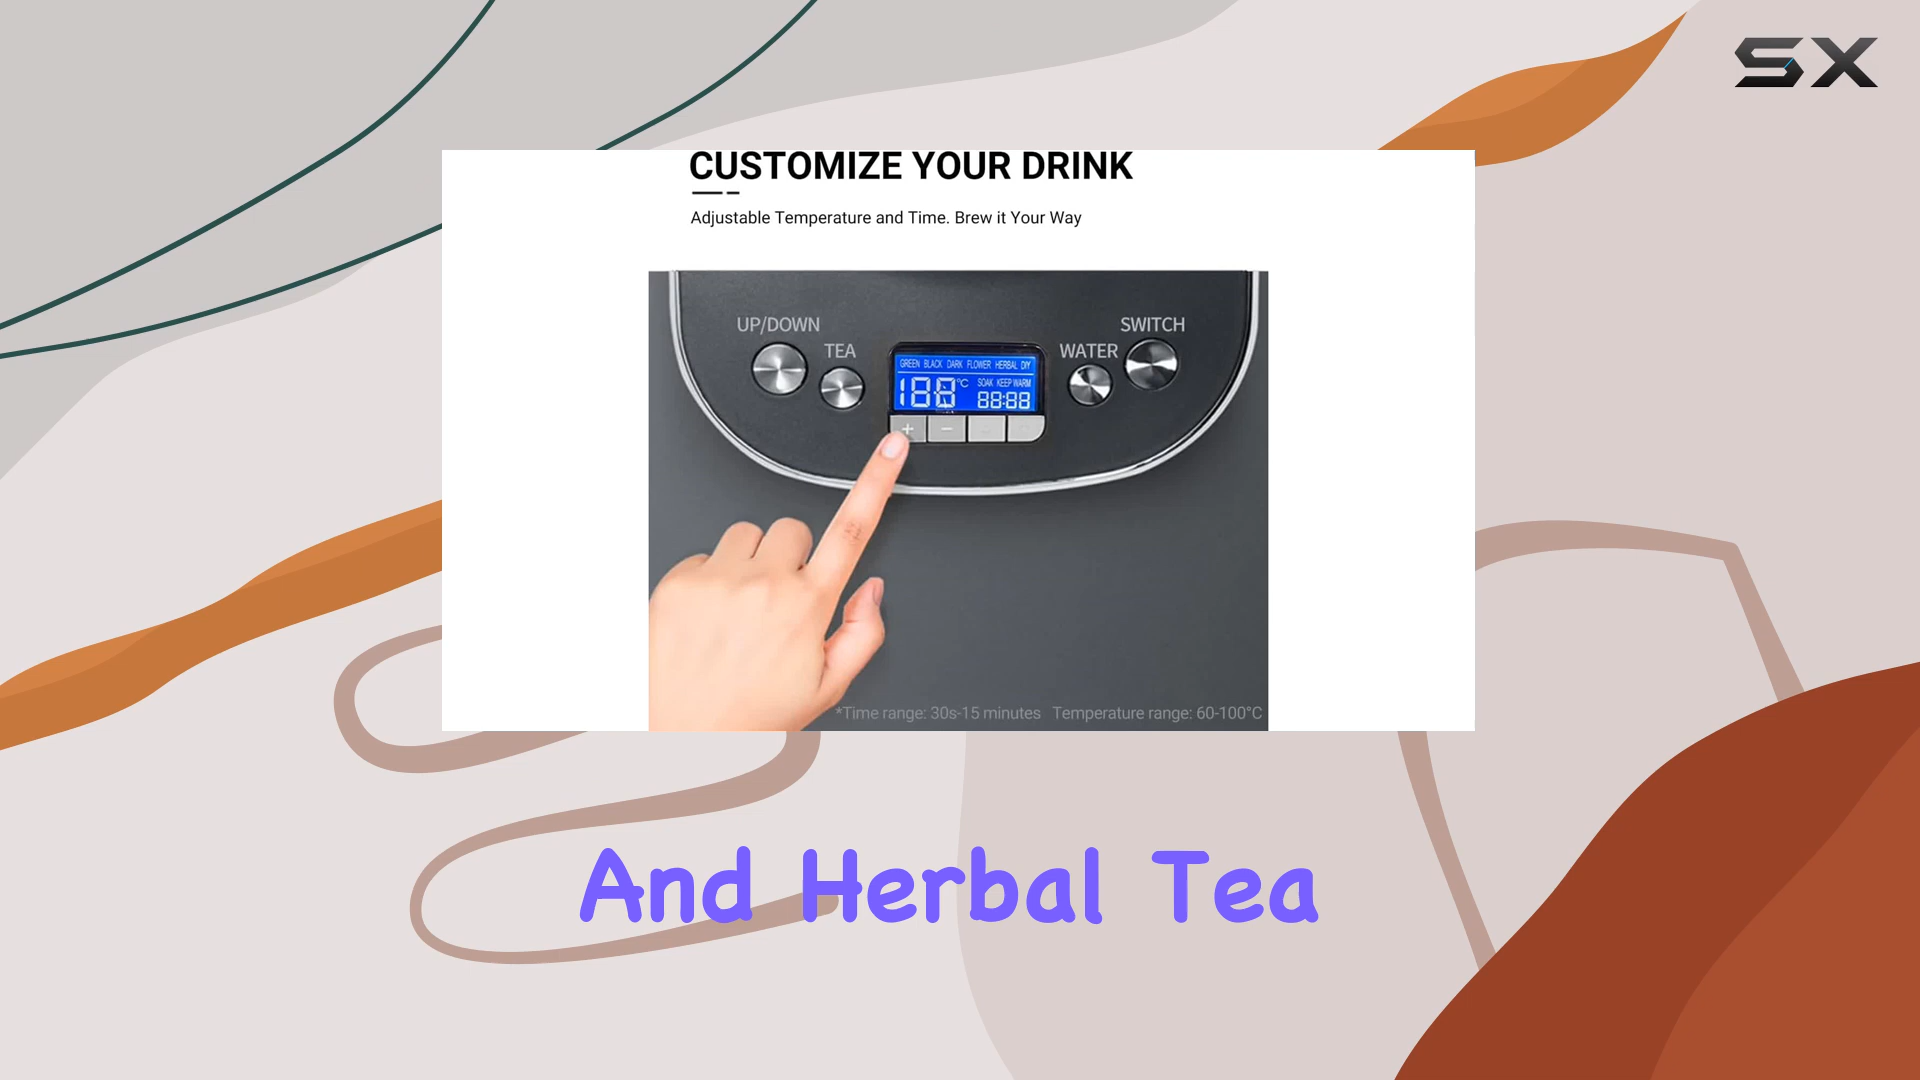 SX
CUSTOMIZE YOUR DRINK
Adjustable Temperature and Time. Brew it Your Way
UP/DOWN
SWITCH
TEA
WATER
GREEN BLACK DARK FLOWER HERBAL DIY
188°C
SOAK KEEP WARM
88:88
+ −
*Time range: 30s-15 minutes Temperature range: 60-100°C
And Herbal Tea